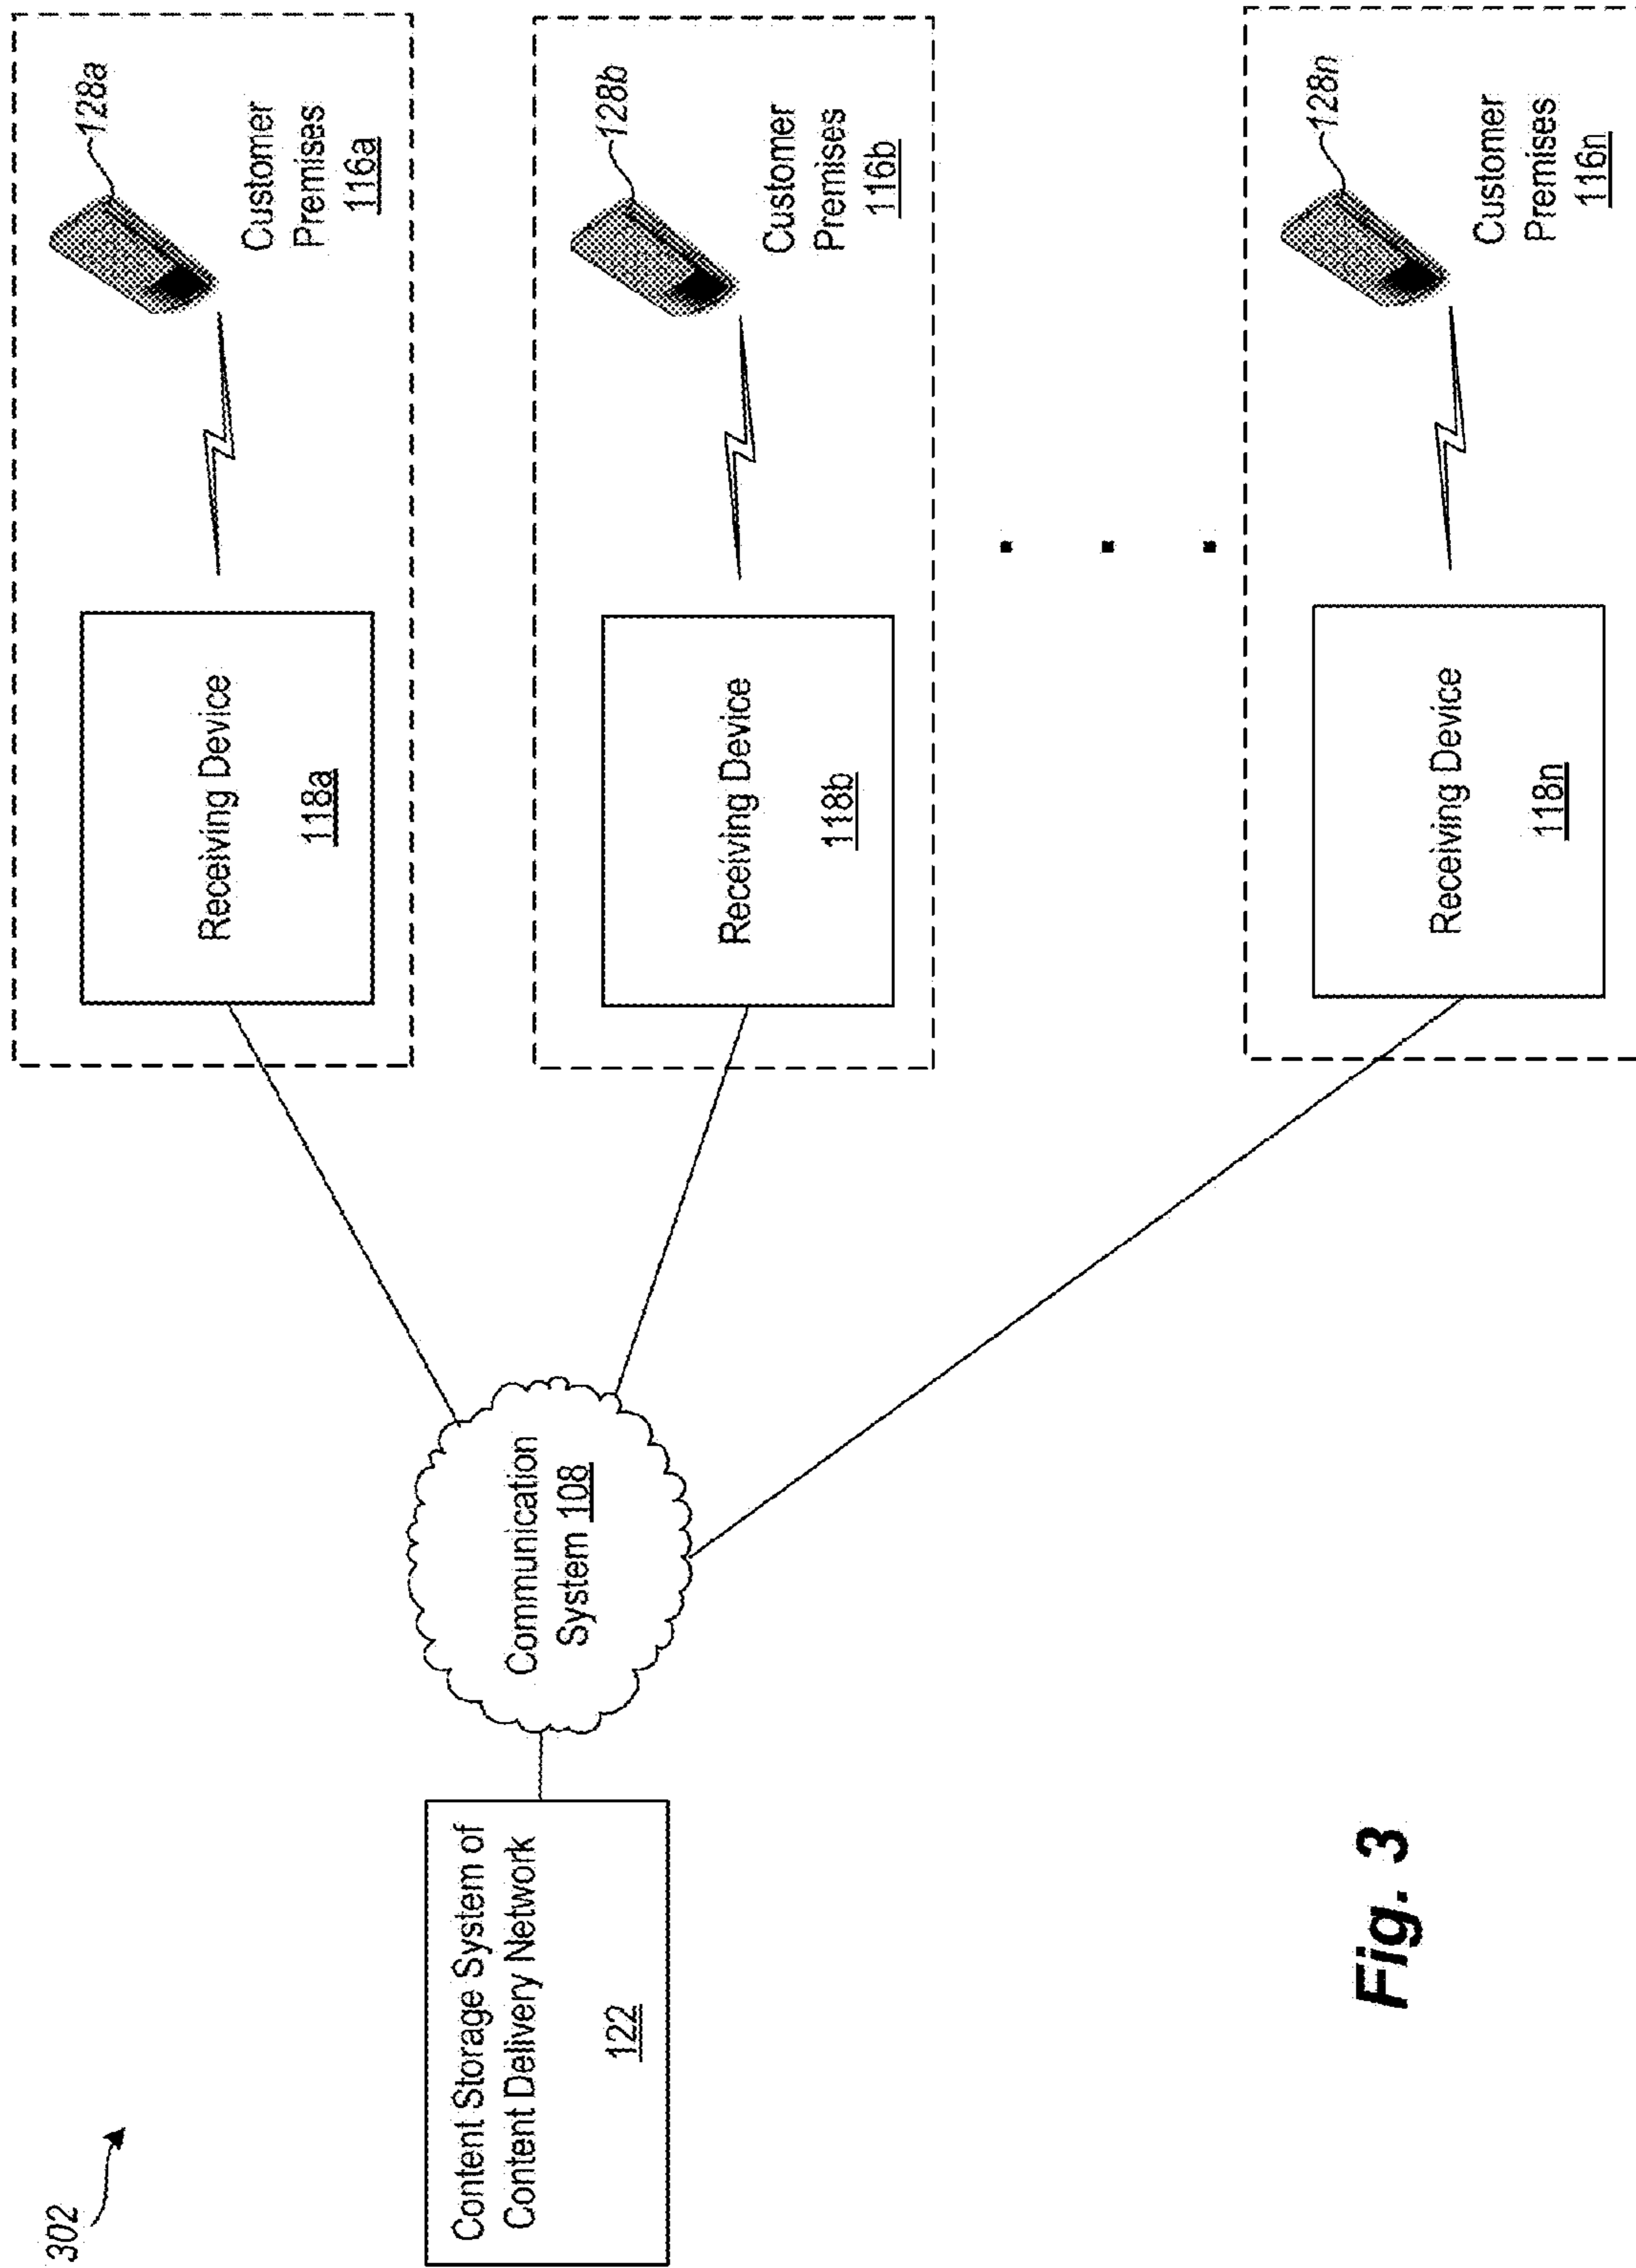 302
Content Storage System of
Content Delivery Network
122
Communication
System 108
Receiving Device
118a
128a
Customer
Premises
116a
Receiving Device
118b
128b
Customer
Premises
116b
Receiving Device
118n
128n
Customer
Premises
116n
Fig. 3